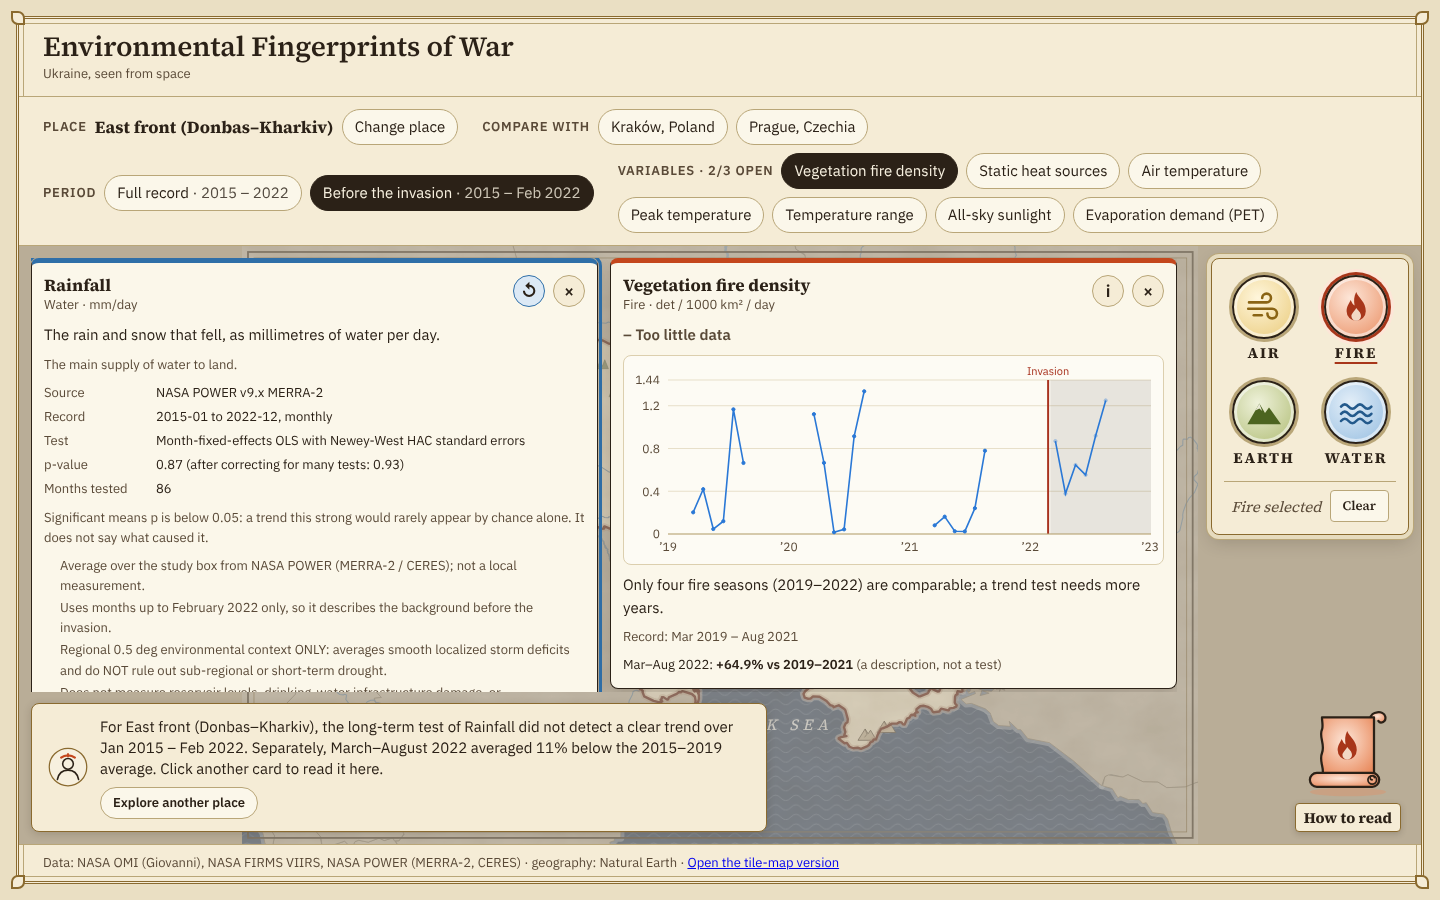 Environmental Fingerprints of War
Ukraine, seen from space
PLACE East front (Donbas–Kharkiv) Change place COMPARE WITH Kraków, Poland Prague, Czechia
PERIOD Full record · 2015 – 2022 Before the invasion · 2015 – Feb 2022
VARIABLES · 2/3 OPEN Vegetation fire density Static heat sources Air temperature
Peak temperature Temperature range All-sky sunlight Evaporation demand (PET)
Rainfall
Water · mm/day
The rain and snow that fell, as millimetres of water per day.
The main supply of water to land.
Source NASA POWER v9.x MERRA-2
Record 2015-01 to 2022-12, monthly
Test Month-fixed-effects OLS with Newey-West HAC standard errors
p-value 0.87 (after correcting for many tests: 0.93)
Months tested 86
Significant means p is below 0.05: a trend this strong would rarely appear by chance alone. It
does not say what caused it.
Average over the study box from NASA POWER (MERRA-2 / CERES); not a local
measurement.
Uses months up to February 2022 only, so it describes the background before the
invasion.
Regional 0.5 deg environmental context ONLY: averages smooth localized storm deficits
and do NOT rule out sub-regional or short-term drought.
Does not measure reservoir levels, drinking-water infrastructure damage, or
Vegetation fire density
Fire · det / 1000 km² / day
i ×
– Too little data
Invasion
1.44
1.2
0.8
0.4
0
’19 ’20 ’21 ’22 ’23
Only four fire seasons (2019–2022) are comparable; a trend test needs more
years.
Record: Mar 2019 – Aug 2021
Mar–Aug 2022: +64.9% vs 2019–2021 (a description, not a test)
AIR FIRE
EARTH WATER
Fire selected Clear
K SEA
For East front (Donbas–Kharkiv), the long-term test of Rainfall did not detect a clear trend over
Jan 2015 – Feb 2022. Separately, March–August 2022 averaged 11% below the 2015–2019
average. Click another card to read it here.
Explore another place
How to read
Data: NASA OMI (Giovanni), NASA FIRMS VIIRS, NASA POWER (MERRA-2, CERES) · geography: Natural Earth · Open the tile-map version